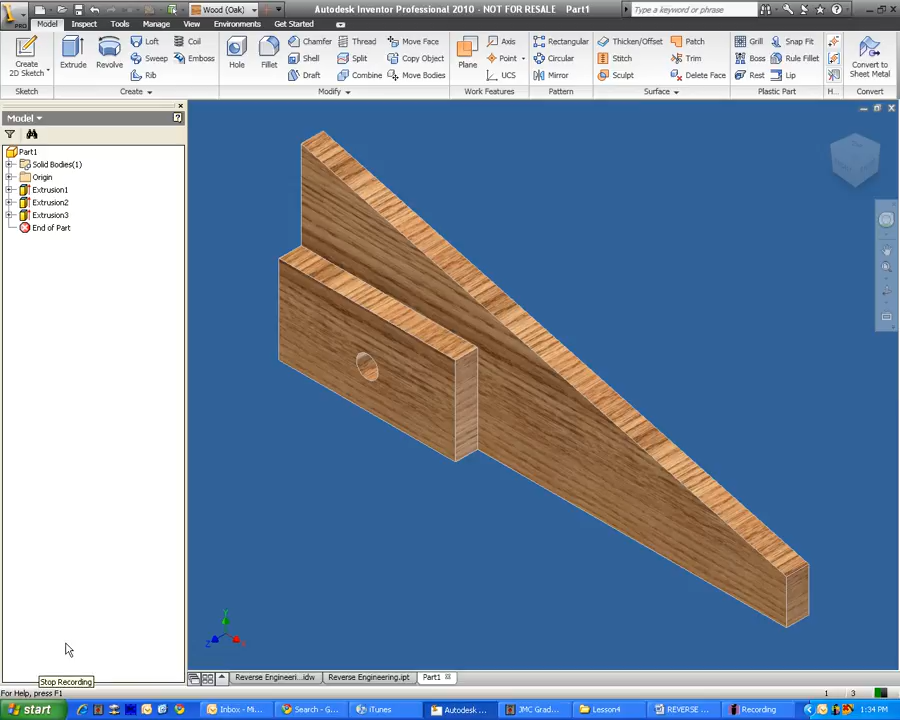 Wood (Oak)
Autodesk Inventor Professional 2010 - NOT FOR RESALE Part1
Type a keyword or phrase
PRO
Model Inspect Tools Manage View Environments Get Started
Create 2D Sketch
Extrude
Revolve
Loft
Sweep
Rib
Coil
Emboss
Hole
Fillet
Chamfer
Shell
Draft
Thread
Split
Combine
Move Face
Copy Object
Move Bodies
Plane
Axis
Point
UCS
Rectangular
Circular
Mirror
Thicken/Offset
Stitch
Sculpt
Patch
Trim
Delete Face
Grill
Boss
Rest
Snap Fit
Rule Fillet
Lip
Convert to Sheet Metal
Sketch Create Modify Work Features Pattern Surface Plastic Part H... Convert
Model
Part1
Solid Bodies(1)
Origin
Extrusion1
Extrusion2
Extrusion3
End of Part
Y
Z
Stop Recording
Reverse Engineeri...idw Reverse Engineering.ipt Part1
For Help, press F1
1 3
start
Inbox - Mi...
Search - G...
iTunes
Autodesk ...
JMC Grad...
Lesson4
REVERSE ...
Recording
1:34 PM